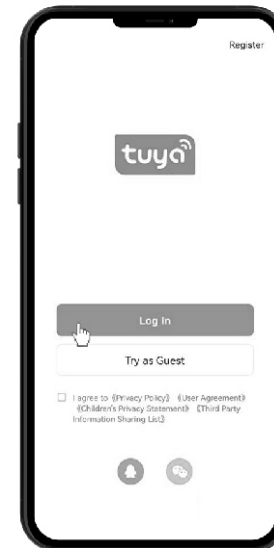 Register
tuya
Log In
Try as Guest
I agree to 《Privacy Policy》 《User Agreement》
《Children's Privacy Statement》 《Third Party
Information Sharing List》